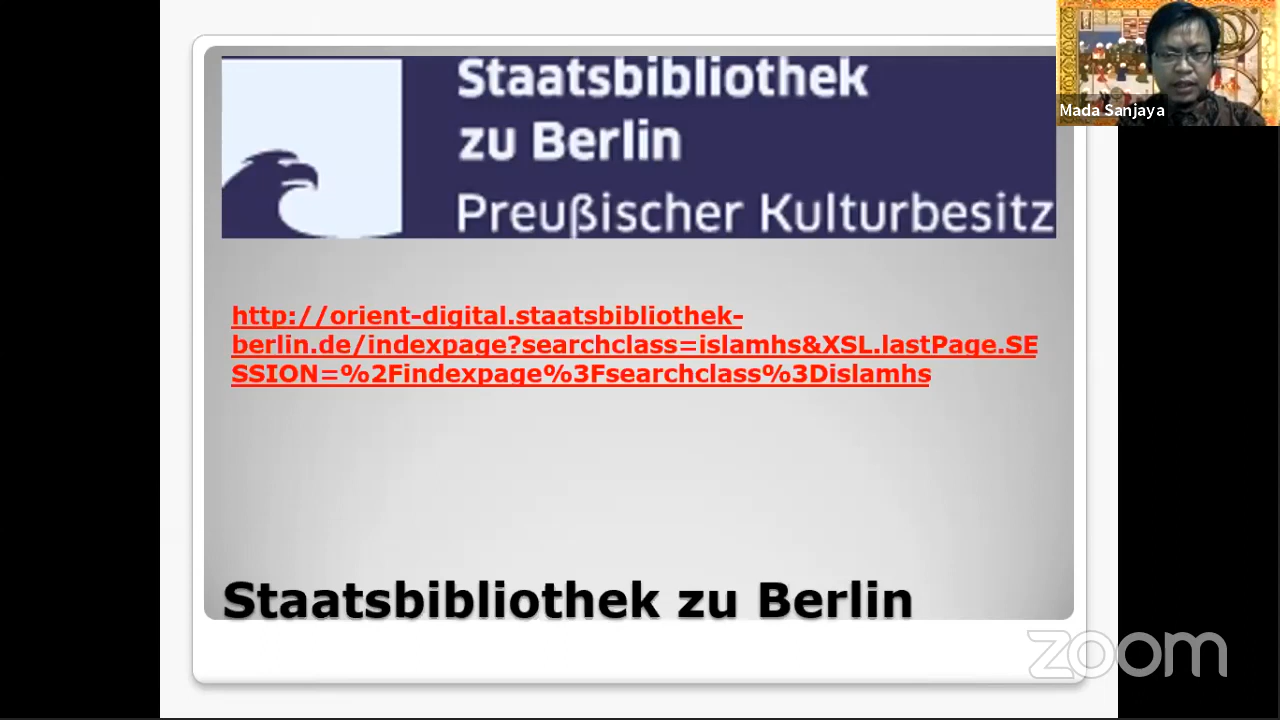 Staatsbibliothek
zu Berlin
Preußischer Kulturbesitz
Mada Sanjaya
http://orient-digital.staatsbibliothek-
berlin.de/indexpage?searchclass=islamhs&XSL.lastPage.SE
SSION=%2Findexpage%3Fsearchclass%3Dislamhs
Staatsbibliothek zu Berlin
zoom